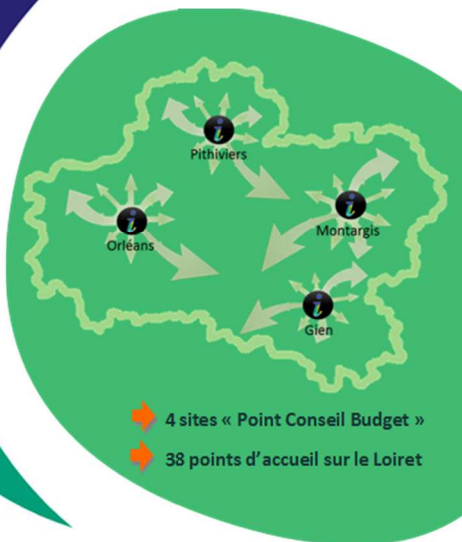 i
Pithiviers
i
Montargis
i
Orléans
i
Gien
4 sites « Point Conseil Budget »
38 points d'accueil sur le Loiret